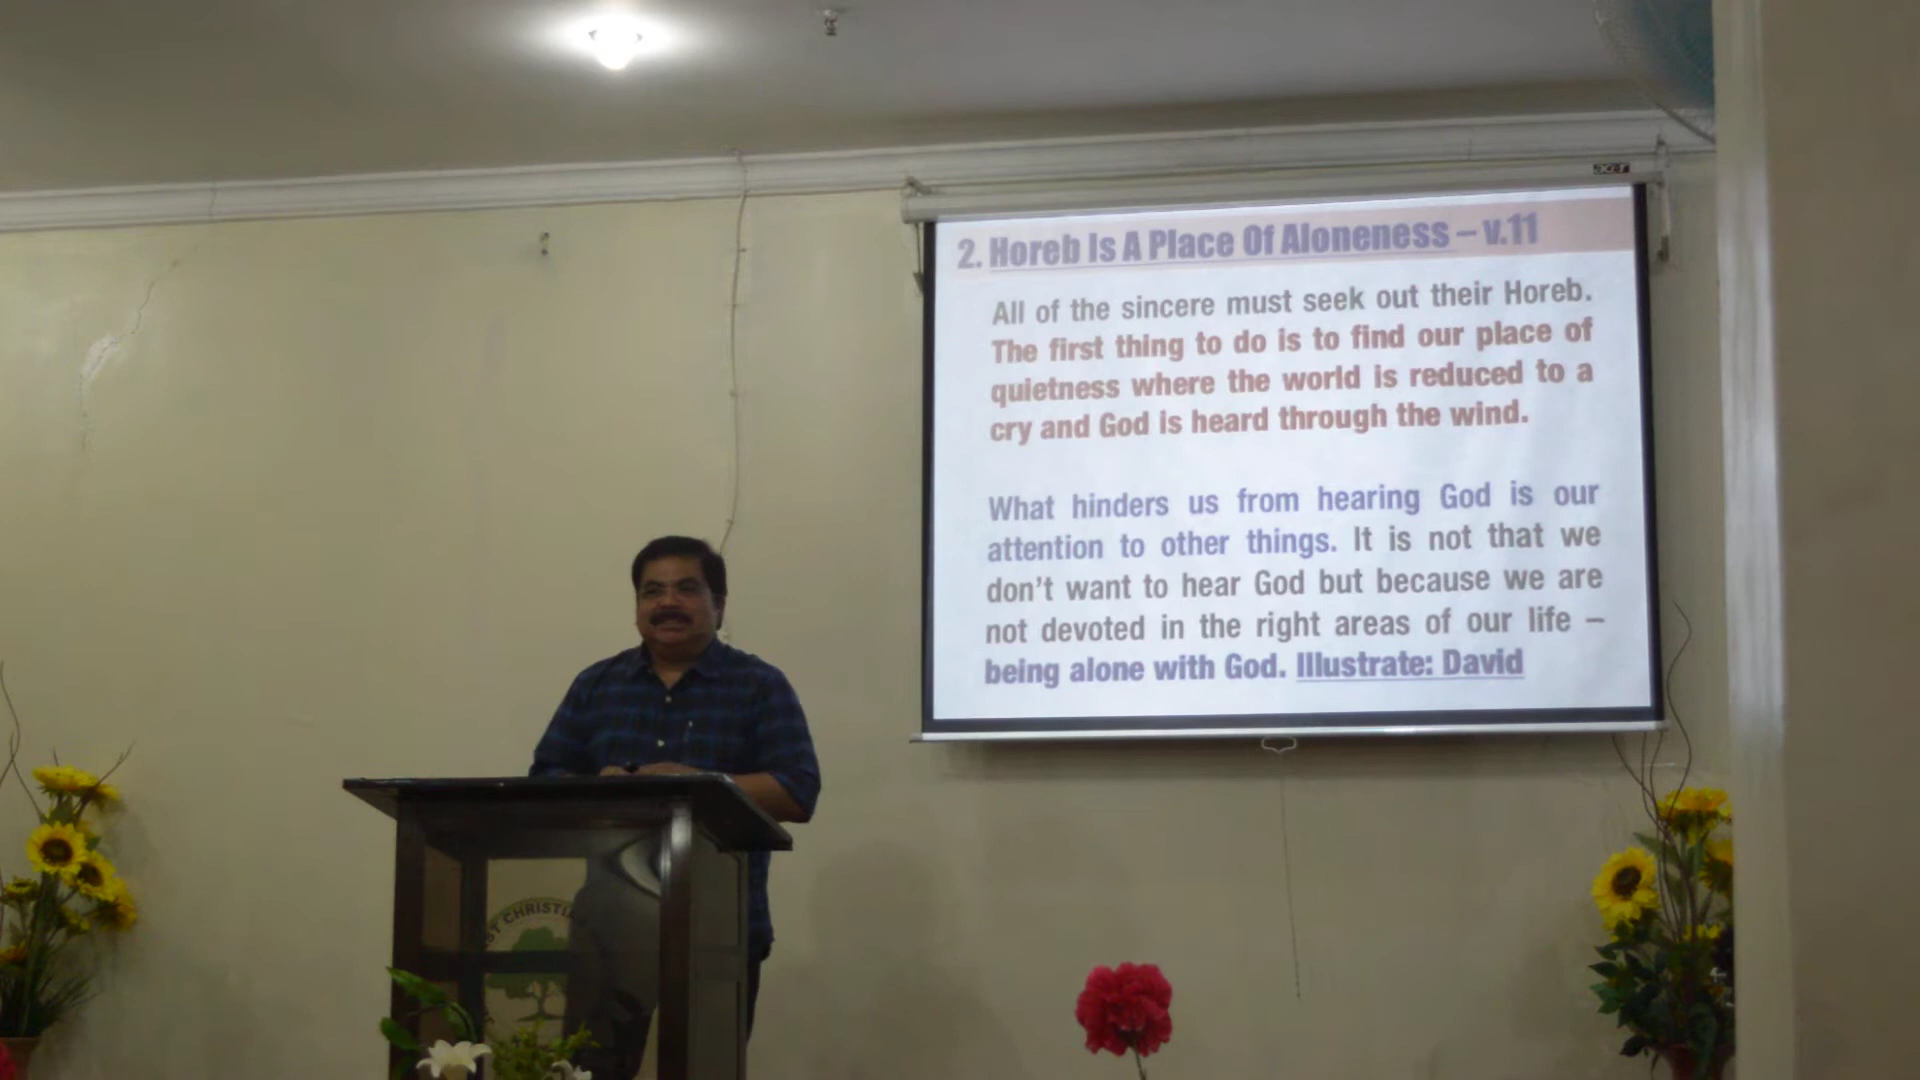 acer
2. Horeb Is A Place Of Aloneness – v.11
All of the sincere must seek out their Horeb.
The first thing to do is to find our place of
quietness where the world is reduced to a
cry and God is heard through the wind.
What hinders us from hearing God is our
attention to other things. It is not that we
don't want to hear God but because we are
not devoted in the right areas of our life –
being alone with God. Illustrate: David